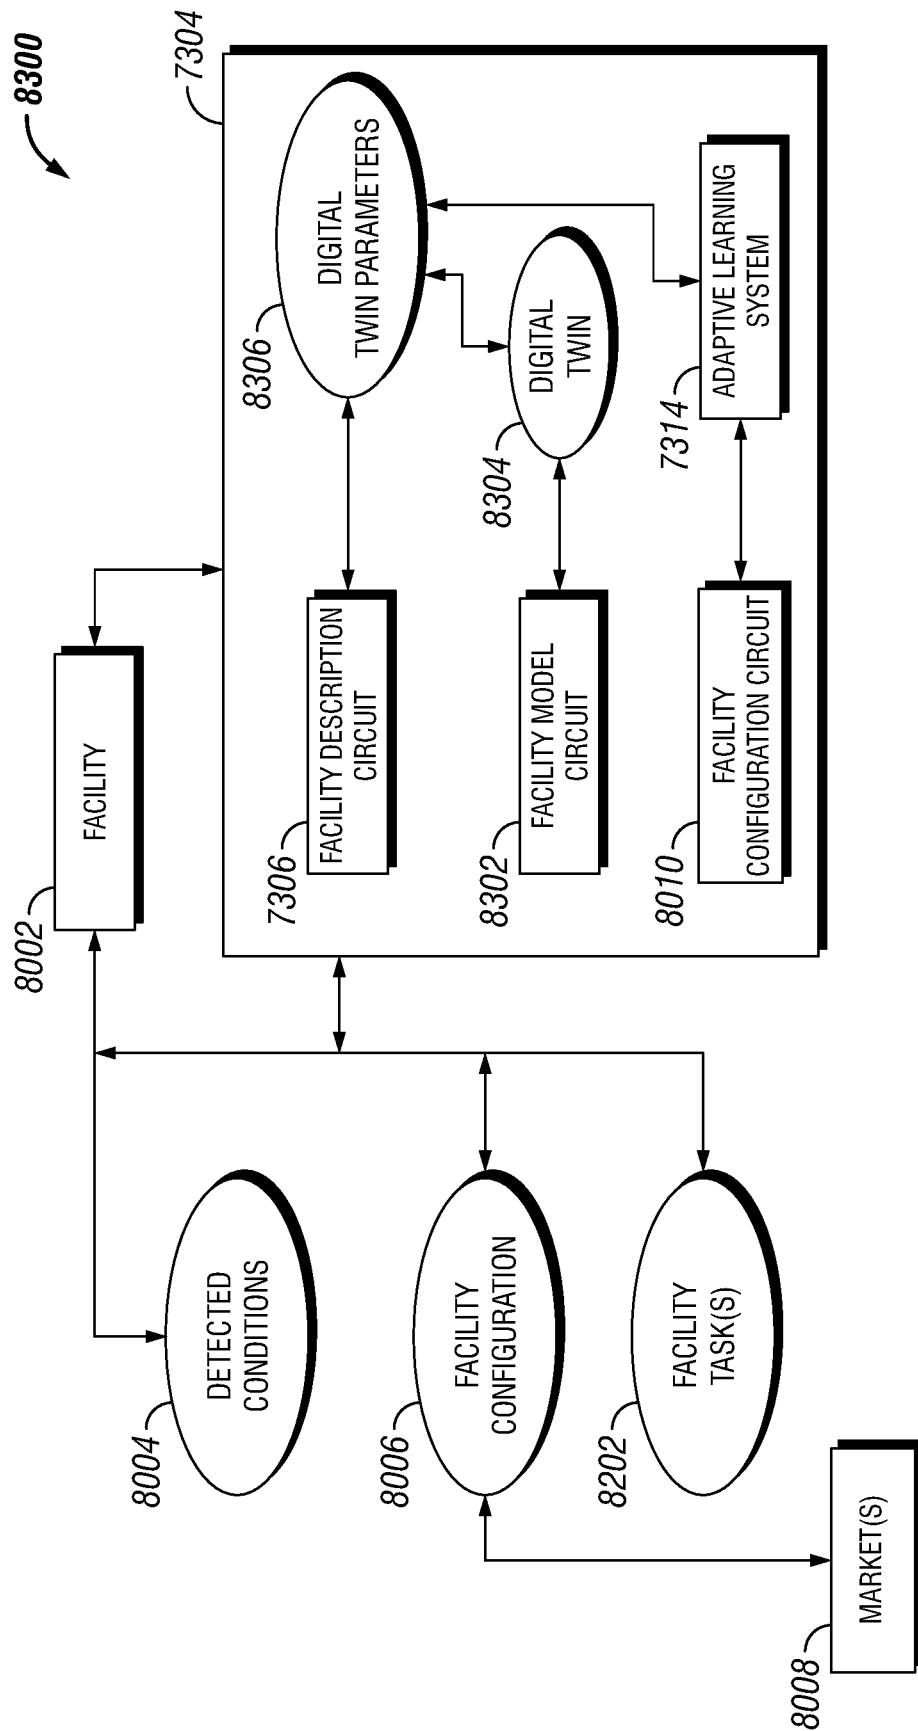 8300
8002
FACILITY
7304
8004
DETECTED
CONDITIONS
7306
FACILITY DESCRIPTION
CIRCUIT
8306
DIGITAL
TWIN PARAMETERS
8006
FACILITY
CONFIGURATION
8302
FACILITY MODEL
CIRCUIT
8304
DIGITAL
TWIN
8202
FACILITY
TASK(S)
8010
FACILITY
CONFIGURATION CIRCUIT
7314
ADAPTIVE LEARNING
SYSTEM
8008
MARKET(S)